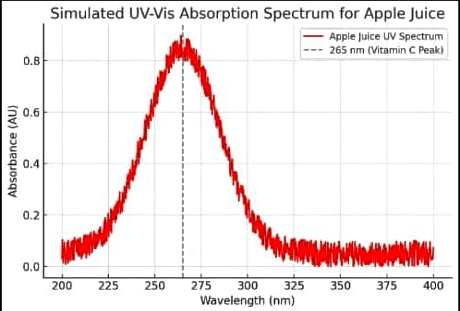 Simulated UV-Vis Absorption Spectrum for Apple Juice
Apple Juice UV Spectrum
265 nm (Vitamin C Peak)
Absorbance (AU)
0.8
0.6
0.4
0.2
0.0
200 225 250 275 300 325 350 375 400
Wavelength (nm)